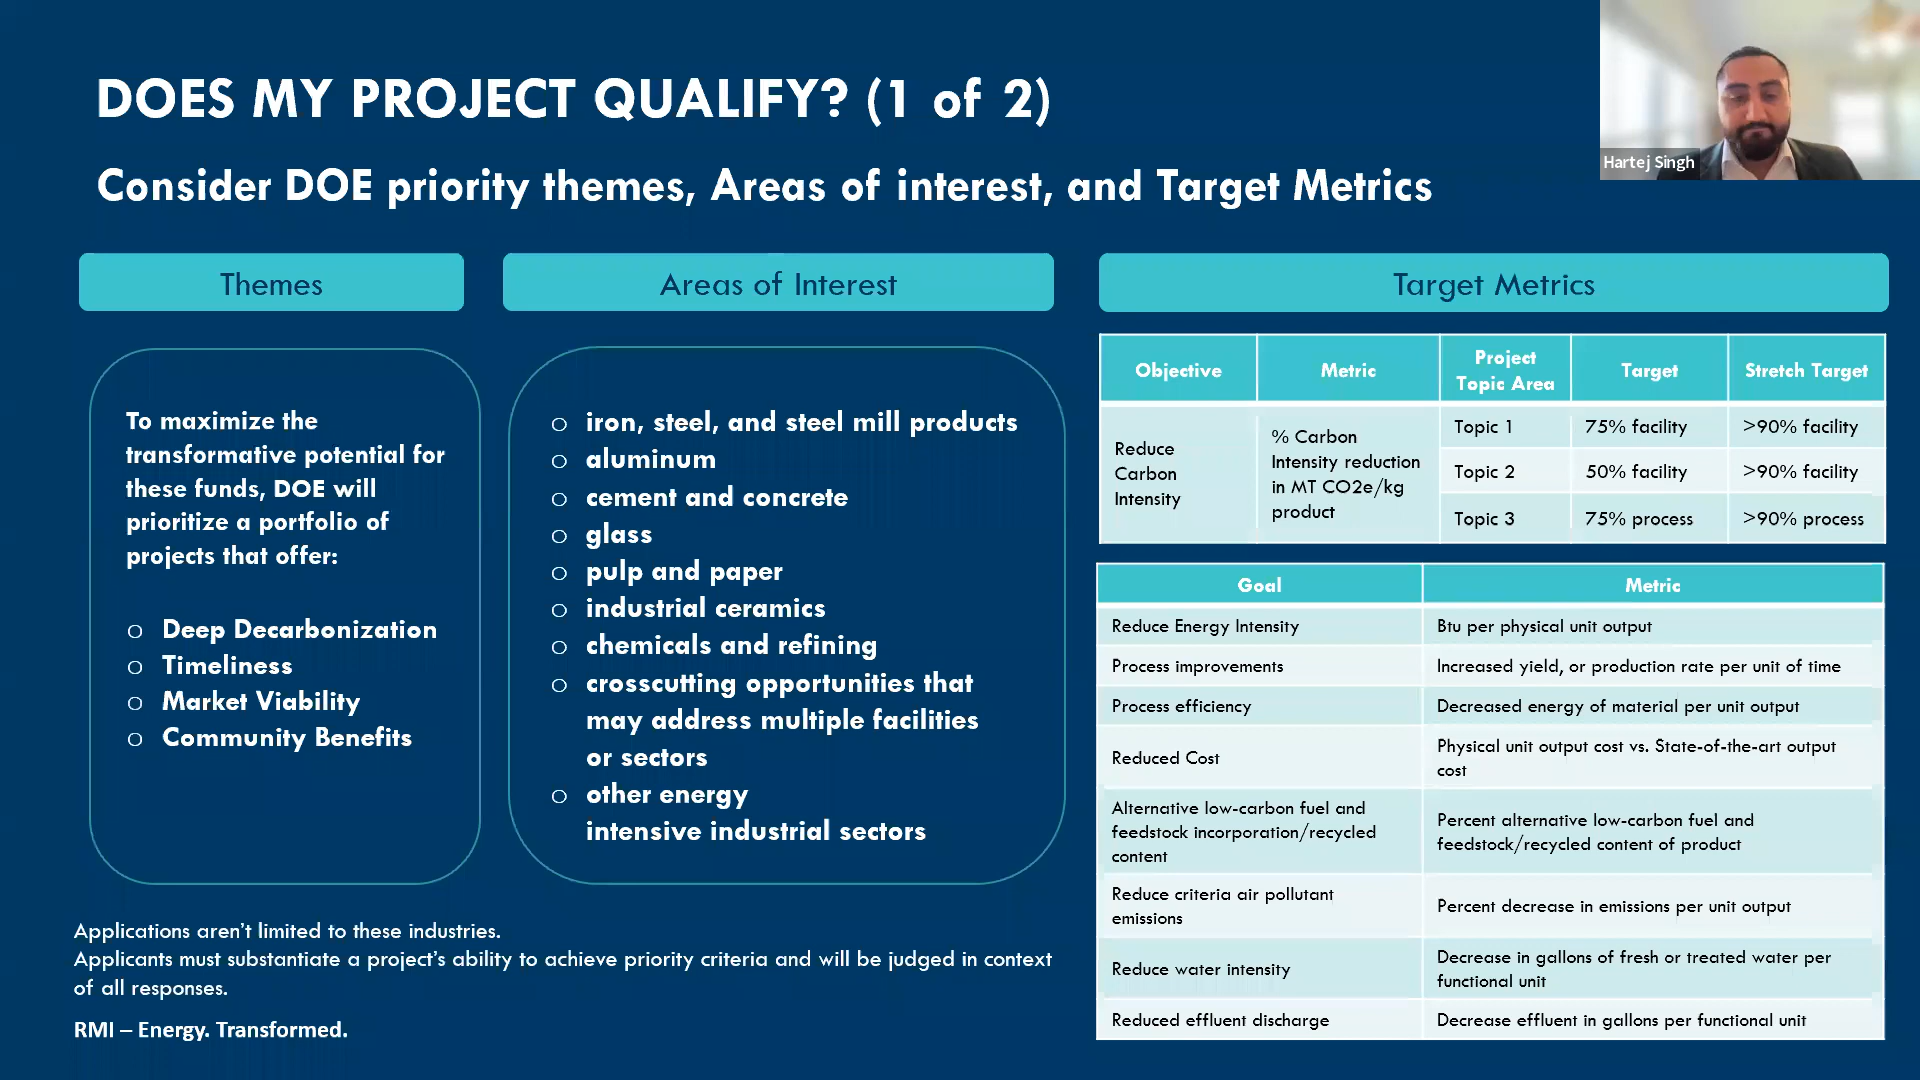 DOES MY PROJECT QUALIFY? (1 of 2)
Consider DOE priority themes, Areas of interest, and Target Metrics
Hartej Singh
Themes
To maximize the
transformative potential for
these funds, DOE will
prioritize a portfolio of
projects that offer:
o Deep Decarbonization
o Timeliness
o Market Viability
o Community Benefits
Areas of Interest
o iron, steel, and steel mill products
o aluminum
o cement and concrete
o glass
o pulp and paper
o industrial ceramics
o chemicals and refining
o crosscutting opportunities that
may address multiple facilities
or sectors
o other energy
intensive industrial sectors
Target Metrics
Objective Metric Project Topic Area Target Stretch Target
Reduce
Carbon
Intensity
% Carbon
Intensity reduction
in MT CO2e/kg
product
Topic 1 75% facility >90% facility
Topic 2 50% facility >90% facility
Topic 3 75% process >90% process
Goal Metric
Reduce Energy Intensity Btu per physical unit output
Process improvements Increased yield, or production rate per unit of time
Process efficiency Decreased energy of material per unit output
Reduced Cost
Physical unit output cost vs. State-of-the-art output
cost
Alternative low-carbon fuel and
feedstock incorporation/recycled
content
Percent alternative low-carbon fuel and
feedstock/recycled content of product
Reduce criteria air pollutant
emissions
Percent decrease in emissions per unit output
Reduce water intensity
Decrease in gallons of fresh or treated water per
functional unit
Reduced effluent discharge Decrease effluent in gallons per functional unit
Applications aren't limited to these industries.
Applicants must substantiate a project's ability to achieve priority criteria and will be judged in context
of all responses.
RMI – Energy. Transformed.